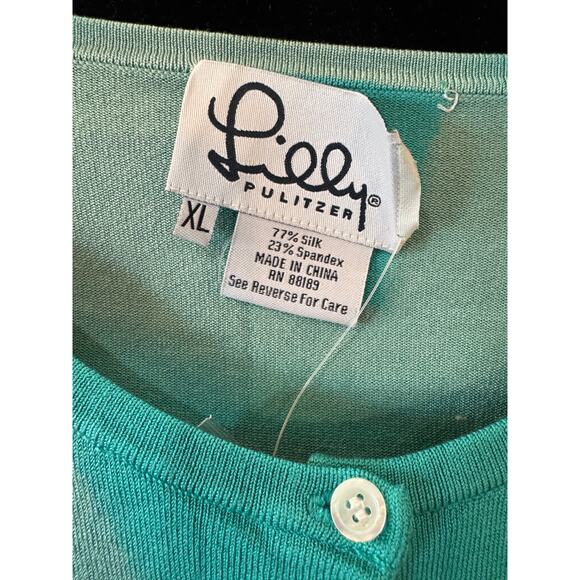 Lilly®
PULITZER
XL
77% Silk
23% Spandex
MADE IN CHINA
RN 88189
See Reverse For Care